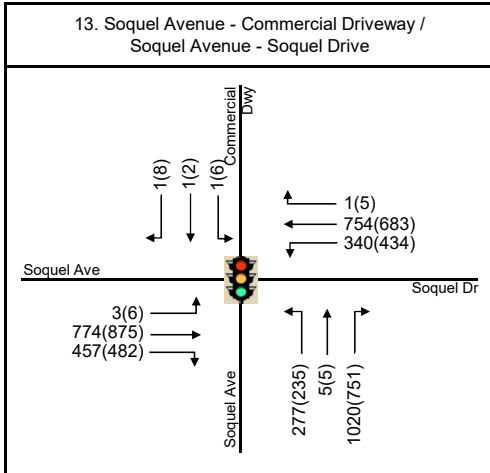 13. Soquel Avenue - Commercial Driveway /
Soquel Avenue - Soquel Drive
Commercial
Dwy
1(8)
1(2)
1(6)
1(5)
754(683)
340(434)
Soquel Ave
Soquel Dr
3(6)
774(875)
457(482)
Soquel Ave
277(235)
5(5)
1020(751)